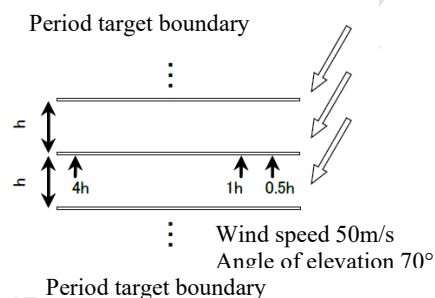 Period target boundary
h
h
4h
1h
0.5h
Wind speed 50m/s
Angle of elevation 70°
Period target boundary